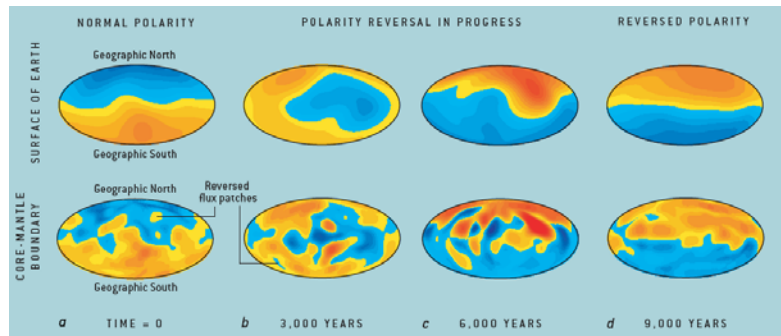 NORMAL POLARITY
POLARITY REVERSAL IN PROGRESS
REVERSED POLARITY
SURFACE OF EARTH
Geographic North
Geographic South
CORE-MANTLE
BOUNDARY
Geographic North
Reversed
flux patches
Geographic South
a TIME = 0
b 3,000 YEARS
c 6,000 YEARS
d 9,000 YEARS